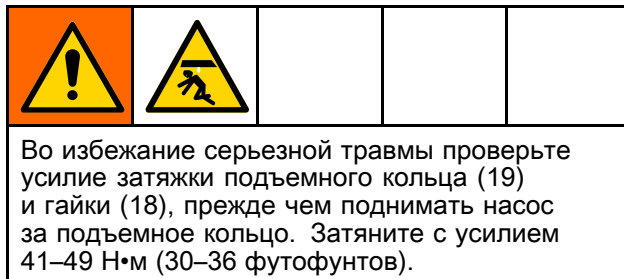 Во избежание серьезной травмы проверьте
усилие затяжки подъемного кольца (19)
и гайки (18), прежде чем поднимать насос
за подъемное кольцо. Затяните с усилием
41–49 Н•м (30–36 футофунтов).